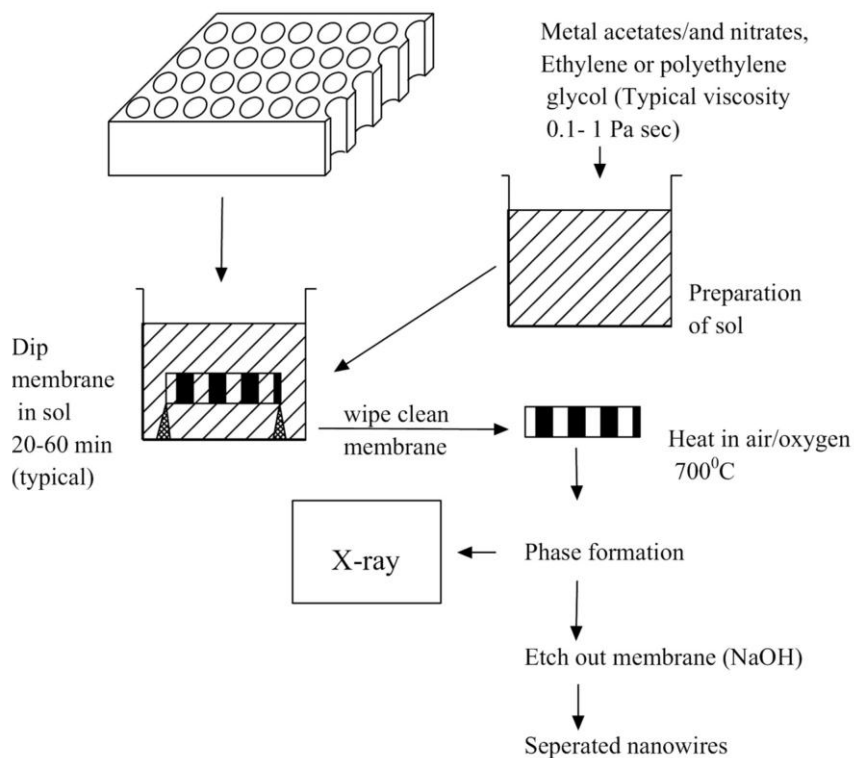 Metal acetates/and nitrates,
Ethylene or polyethylene
glycol (Typical viscosity
0.1- 1 Pa sec)
Preparation
of sol
Dip
membrane
in sol
20-60 min
(typical)
wipe clean
membrane
Heat in air/oxygen
700⁰C
Phase formation
X-ray
Etch out membrane (NaOH)
Seperated nanowires